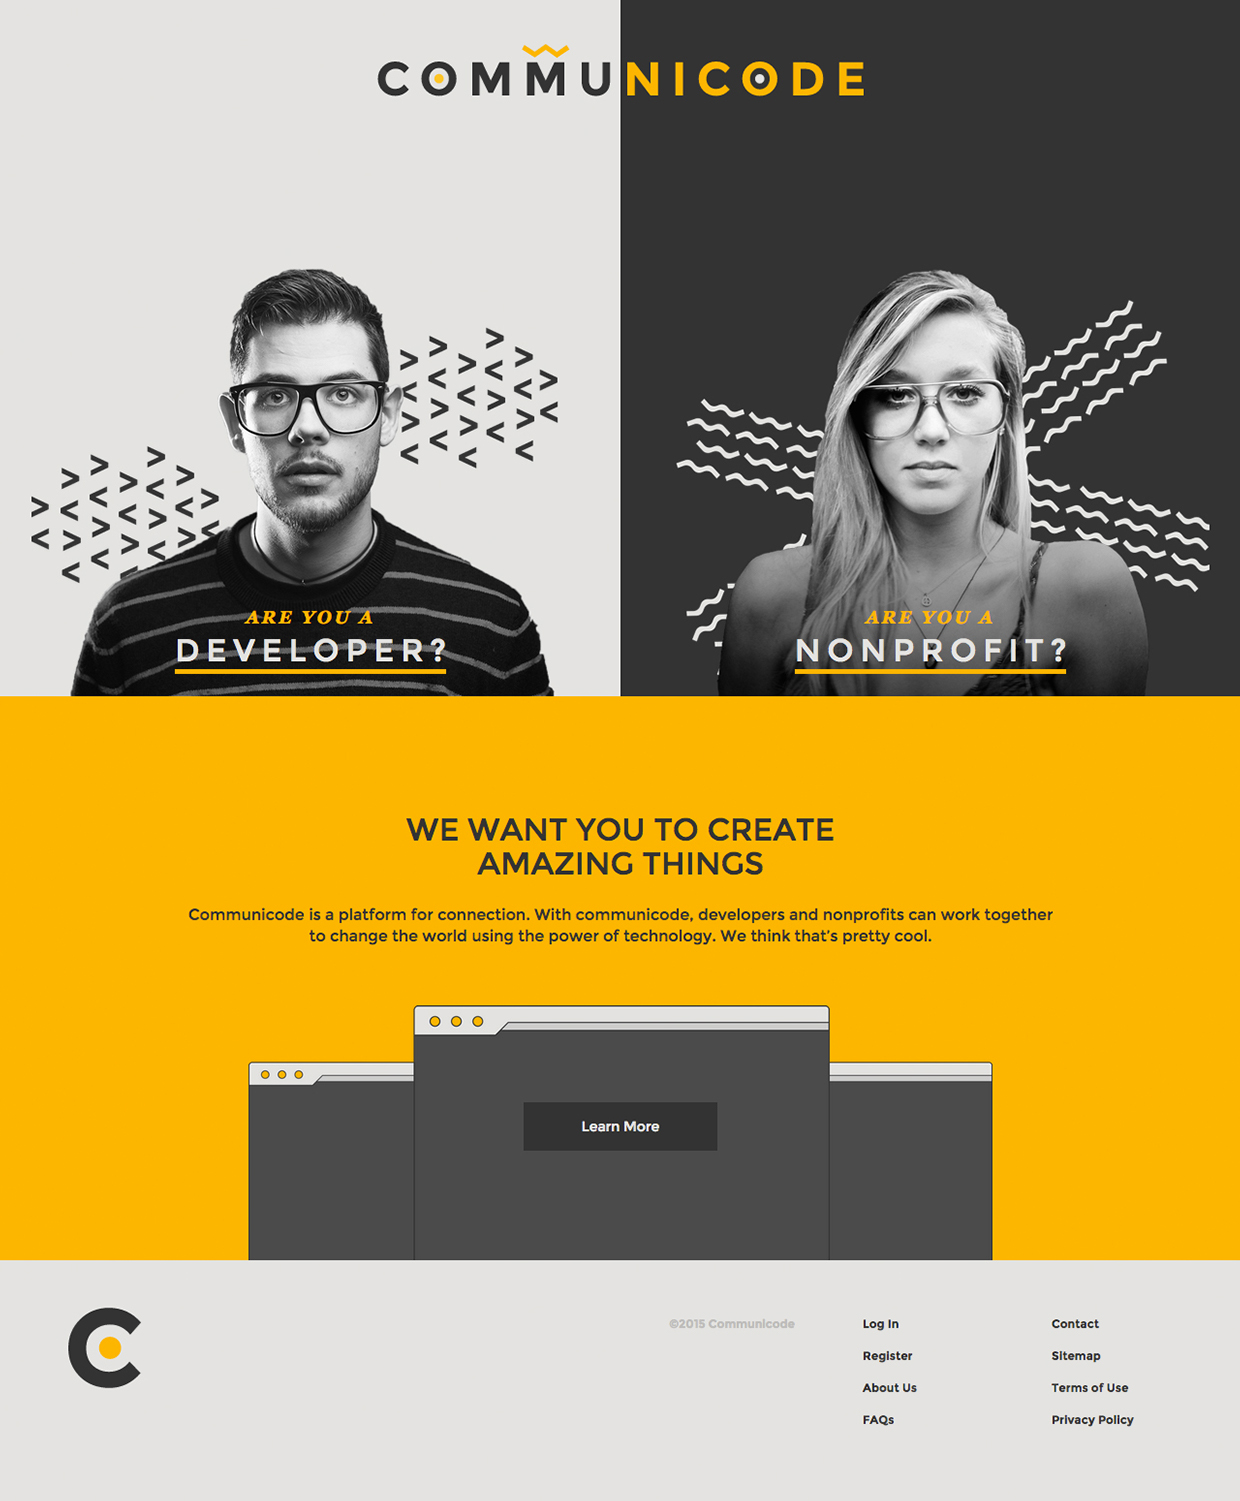 COMMUNICODE
ARE YOU A
DEVELOPER?
ARE YOU A
NONPROFIT?
WE WANT YOU TO CREATE
AMAZING THINGS
Communicode is a platform for connection. With communicode, developers and nonprofits can work together
to change the world using the power of technology. We think that's pretty cool.
Learn More
©2015 Communicode
Log In
Register
About Us
FAQs
Contact
Sitemap
Terms of Use
Privacy Policy